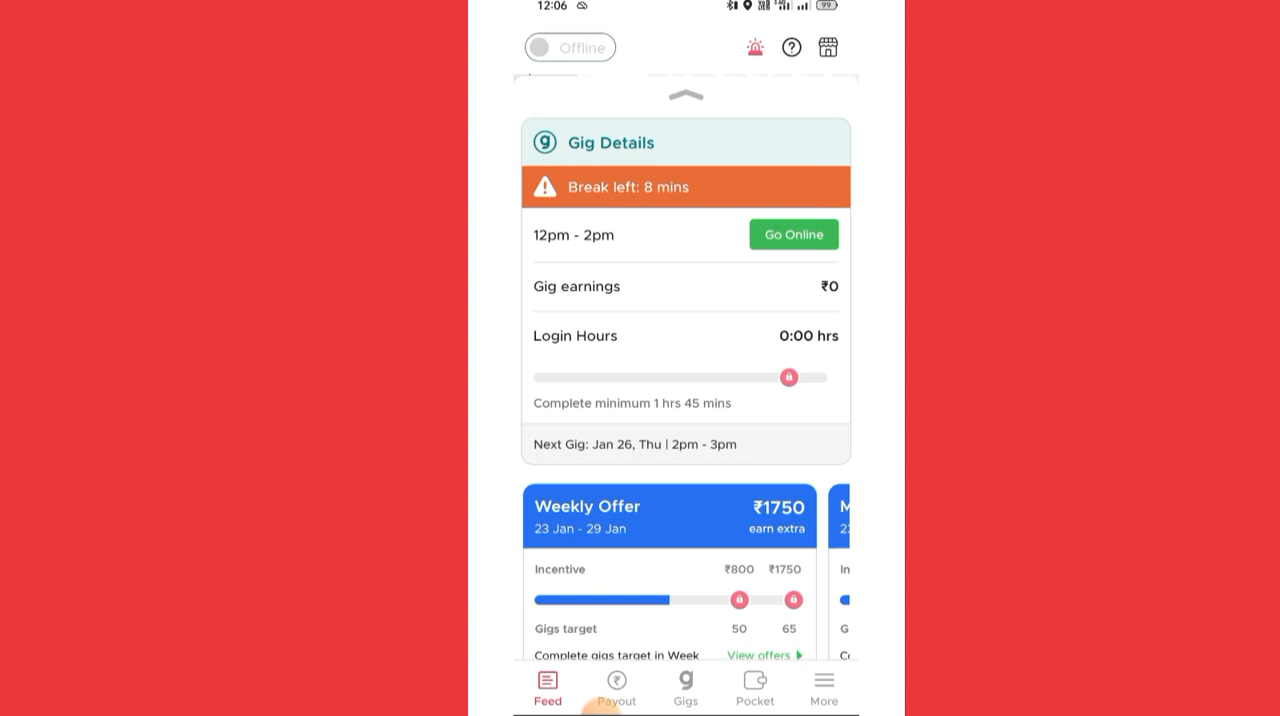 12:06
99
Offline
Gig Details
Break left: 8 mins
12pm - 2pm
Go Online
Gig earnings ₹0
Login Hours 0:00 hrs
Complete minimum 1 hrs 45 mins
Next Gig: Jan 26, Thu | 2pm - 3pm
Weekly Offer ₹1750
23 Jan - 29 Jan earn extra
Incentive ₹800 ₹1750
Gigs target 50 65
Complete gigs target in Week View offers
Feed Payout Gigs Pocket More